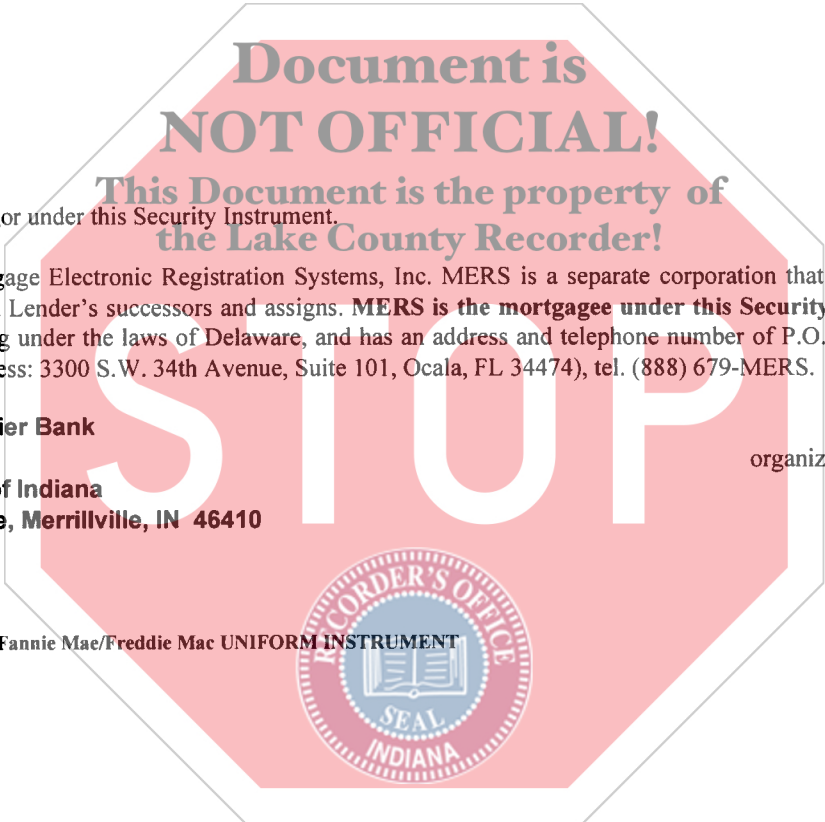 Document is
NOT OFFICIAL!
This Document is the property of
or under this Security Instrument.
the Lake County Recorder!
gage Electronic Registration Systems, Inc. MERS is a separate corporation that
Lender's successors and assigns. MERS is the mortgagee under this Security
g under the laws of Delaware, and has an address and telephone number of P.O.
ess: 3300 S.W. 34th Avenue, Suite 101, Ocala, FL 34474), tel. (888) 679-MERS.
STOP
ier Bank
organiz
of Indiana
e, Merrillville, IN 46410
RECORDER'S OFFICE
Fannie Mae/Freddie Mac UNIFORM INSTRUMENT
SEAL
INDIANA